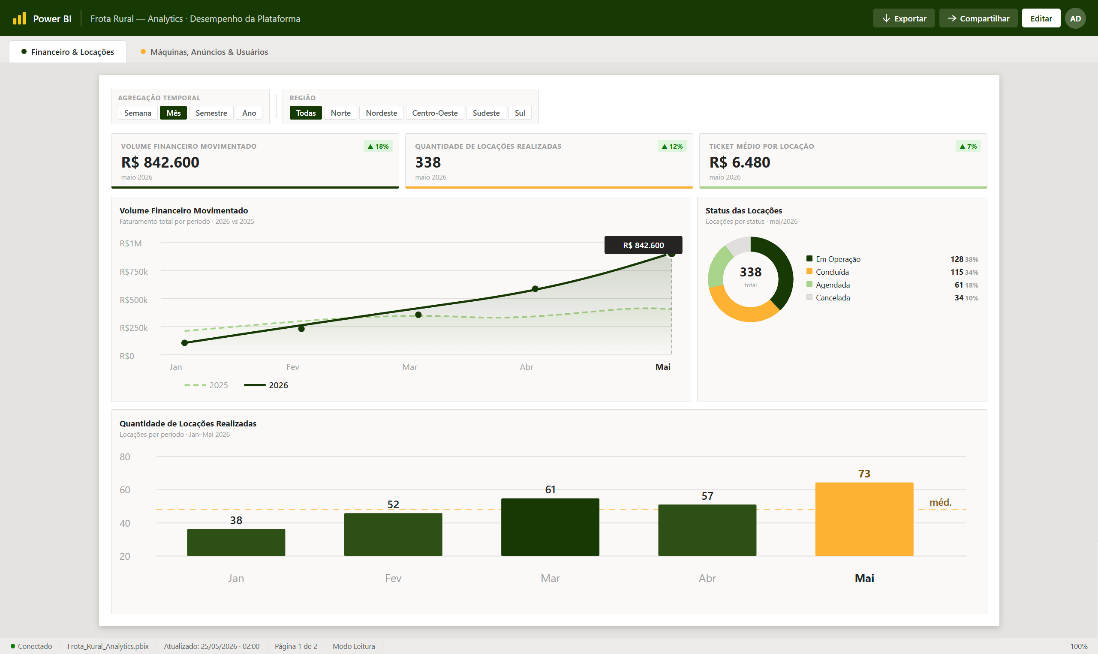 Power BI
Frota Rural — Analytics · Desempenho da Plataforma
↓ Exportar
→ Compartilhar
Editar
AD
Financeiro & Locações
Máquinas, Anúncios & Usuários
AGREGAÇÃO TEMPORAL
Semana Mês Semestre Ano
REGIÃO
Todas Norte Nordeste Centro-Oeste Sudeste Sul
VOLUME FINANCEIRO MOVIMENTADO
▲ 18%
R$ 842.600
maio 2026
QUANTIDADE DE LOCAÇÕES REALIZADAS
▲ 12%
338
maio 2026
TICKET MÉDIO POR LOCAÇÃO
▲ 7%
R$ 6.480
maio 2026
Volume Financeiro Movimentado
Faturamento total por período · 2026 vs 2025
R$1M
R$750k
R$500k
R$250k
R$0
R$ 842.600
Jan Fev Mar Abr Mai
2025 2026
Status das Locações
Locações por status · mai/2026
338
total
Em Operação 128 38%
Concluída 115 34%
Agendada 61 18%
Cancelada 34 10%
Quantidade de Locações Realizadas
Locações por período · Jan–Mai 2026
80
60
40
20
38
52
61
57
73
méd.
Jan Fev Mar Abr Mai
Conectado
Frota_Rural_Analytics.pbix
Atualizado: 25/05/2026 · 02:00
Página 1 de 2
Modo Leitura
100%